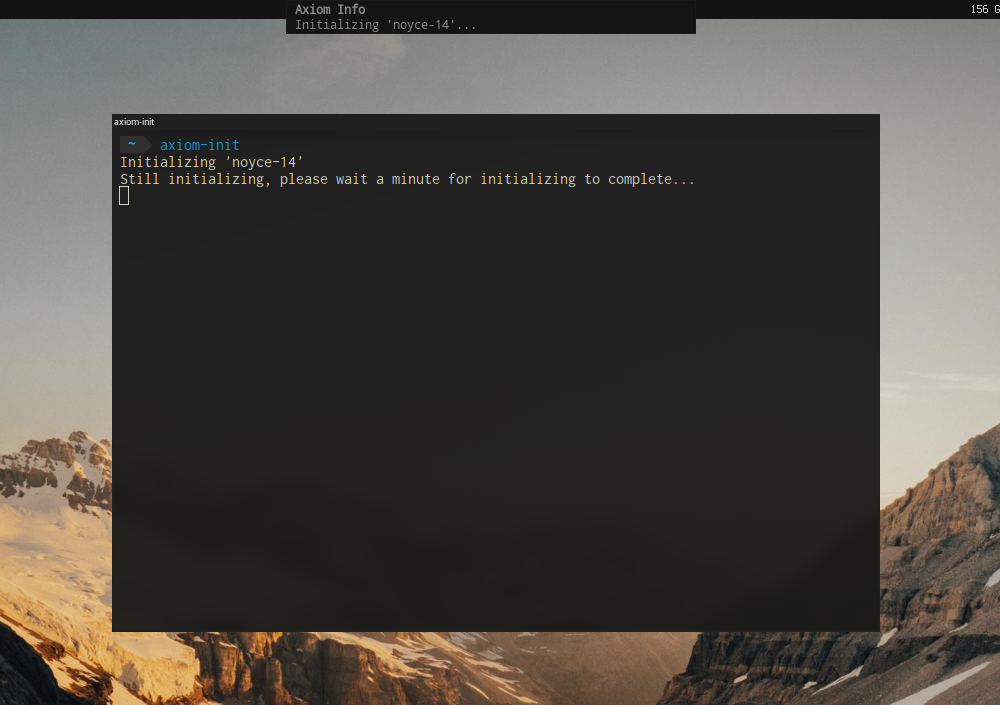 Axiom Info
Initializing 'noyce-14'...
156 G
axiom-init
~ axiom-init
Initializing 'noyce-14'
Still initializing, please wait a minute for initializing to complete...